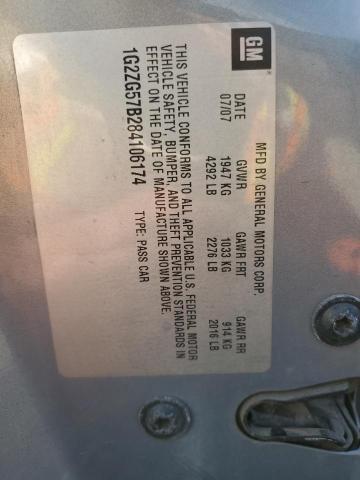 GM
MFD BY GENERAL MOTORS CORP.
DATE GVWR GAWR FRT GAWR RR
07/07 1947 KG 1033 KG 914 KG
4292 LB 2276 LB 2016 LB
THIS VEHICLE CONFORMS TO ALL APPLICABLE U.S. FEDERAL MOTOR
VEHICLE SAFETY, BUMPER, AND THEFT PREVENTION STANDARDS IN
EFFECT ON THE DATE OF MANUFACTURE SHOWN ABOVE.
1G2ZG57B284106174 TYPE: PASS CAR